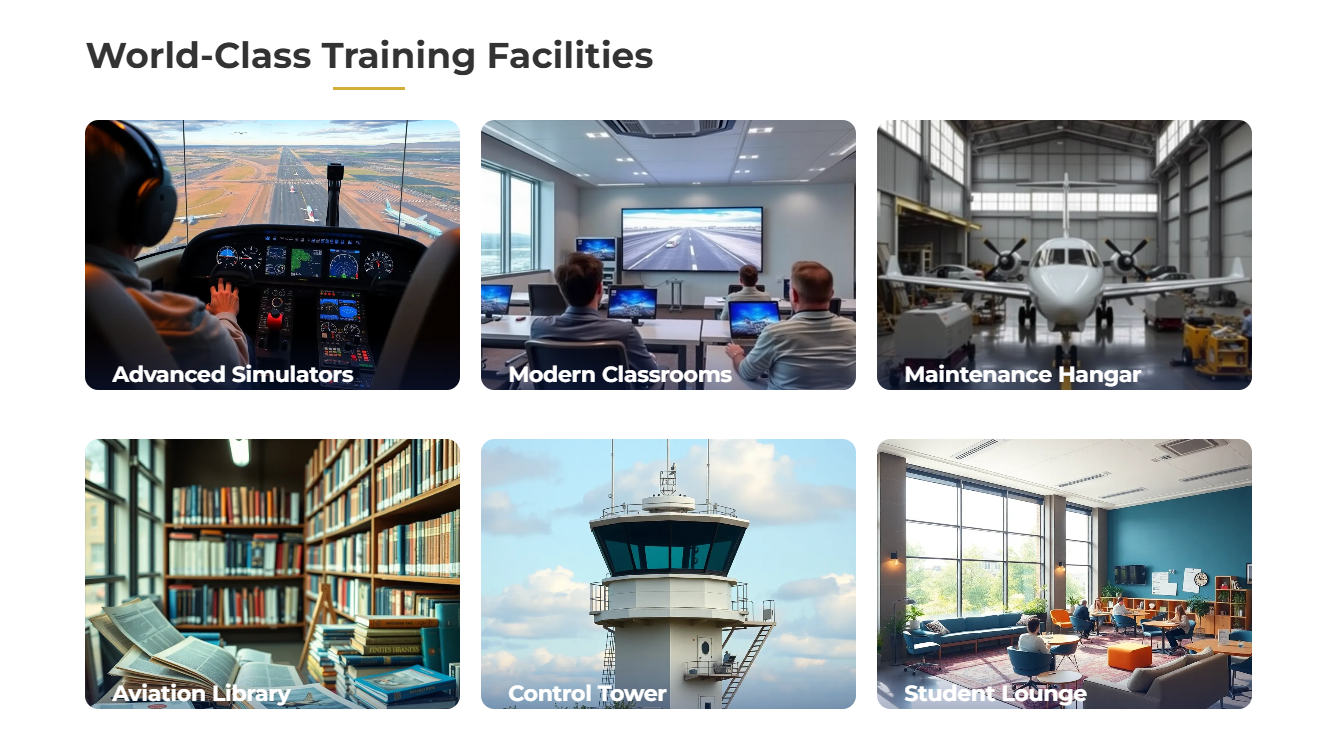 World-Class Training Facilities
Advanced Simulators
Modern Classrooms
Maintenance Hangar
Aviation Library
Control Tower
Student Lounge